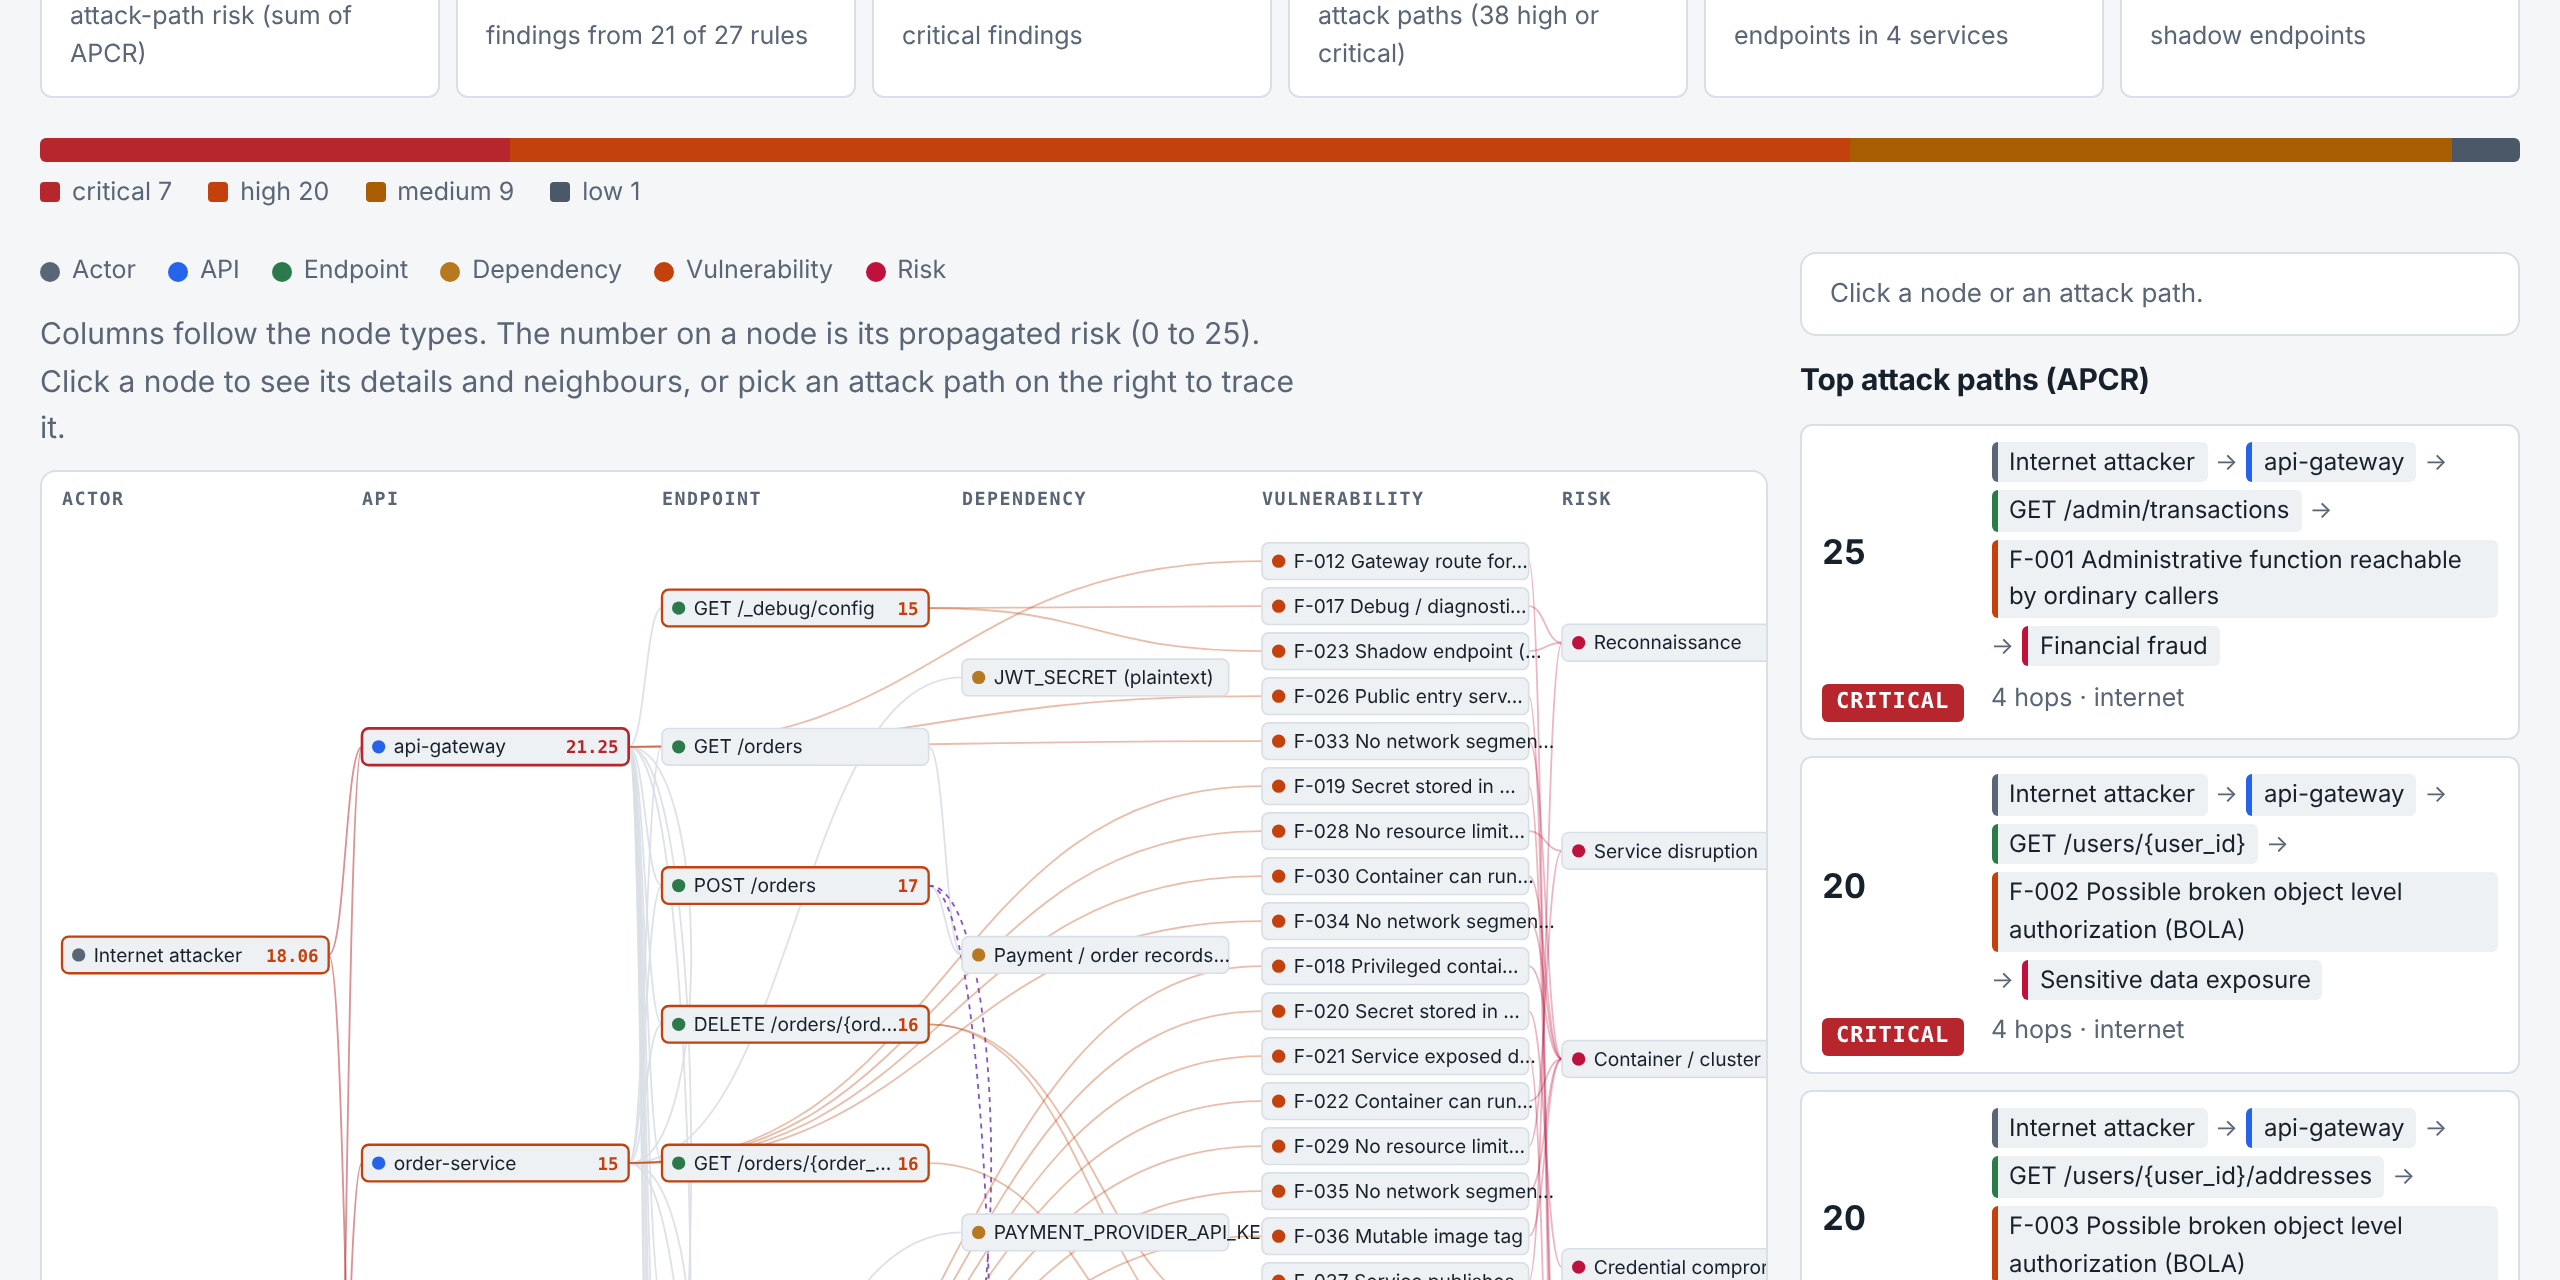 attack-path risk (sum of
APCR)
findings from 21 of 27 rules
critical findings
attack paths (38 high or
critical)
endpoints in 4 services
shadow endpoints
critical 7
high 20
medium 9
low 1
Actor
API
Endpoint
Dependency
Vulnerability
Risk
Columns follow the node types. The number on a node is its propagated risk (0 to 25).
Click a node to see its details and neighbours, or pick an attack path on the right to trace
it.
ACTOR
API
ENDPOINT
DEPENDENCY
VULNERABILITY
RISK
Internet attacker 18.06
api-gateway 21.25
order-service 15
GET /_debug/config 15
GET /orders
POST /orders 17
DELETE /orders/{ord... 16
GET /orders/{order_... 16
JWT_SECRET (plaintext)
Payment / order records...
PAYMENT_PROVIDER_API_KE
F-012 Gateway route for...
F-017 Debug / diagnosti...
F-023 Shadow endpoint (...
F-026 Public entry serv...
F-033 No network segmen...
F-019 Secret stored in ...
F-028 No resource limit...
F-030 Container can run...
F-034 No network segmen...
F-018 Privileged contai...
F-020 Secret stored in ...
F-021 Service exposed d...
F-022 Container can run...
F-029 No resource limit...
F-035 No network segmen...
F-036 Mutable image tag
F-037 Service publishes
Reconnaissance
Service disruption
Container / cluster
Credential compror
Click a node or an attack path.
Top attack paths (APCR)
25
CRITICAL
Internet attacker → api-gateway →
GET /admin/transactions →
F-001 Administrative function reachable
by ordinary callers
→ Financial fraud
4 hops · internet
20
CRITICAL
Internet attacker → api-gateway →
GET /users/{user_id} →
F-002 Possible broken object level
authorization (BOLA)
→ Sensitive data exposure
4 hops · internet
20
Internet attacker → api-gateway →
GET /users/{user_id}/addresses →
F-003 Possible broken object level
authorization (BOLA)